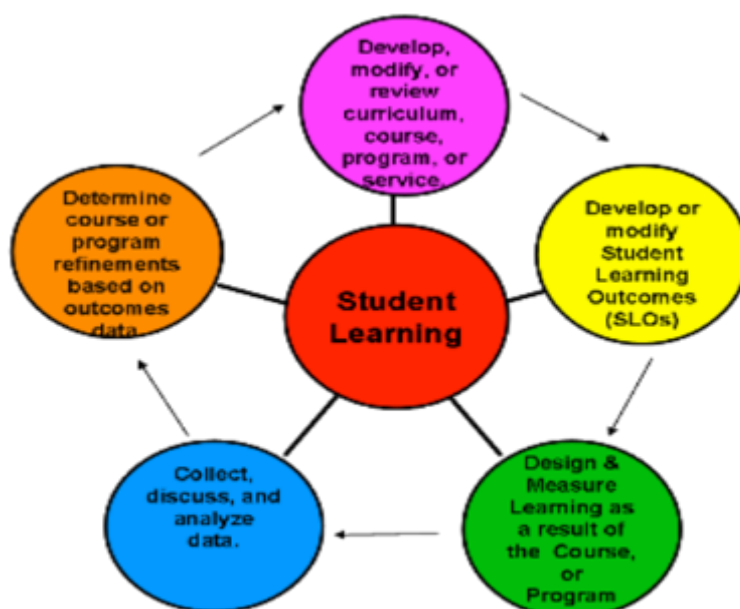 Develop,
modify, or
review
curriculum,
course,
program, or
service.
Develop or
modify
Student
Learning
Outcomes
(SLOs)
Design &
Measure
Learning as
a result of
the Course,
or
Program
Collect,
discuss, and
analyze
data.
Determine
course or
program
refinements
based on
outcomes
data.
Student
Learning